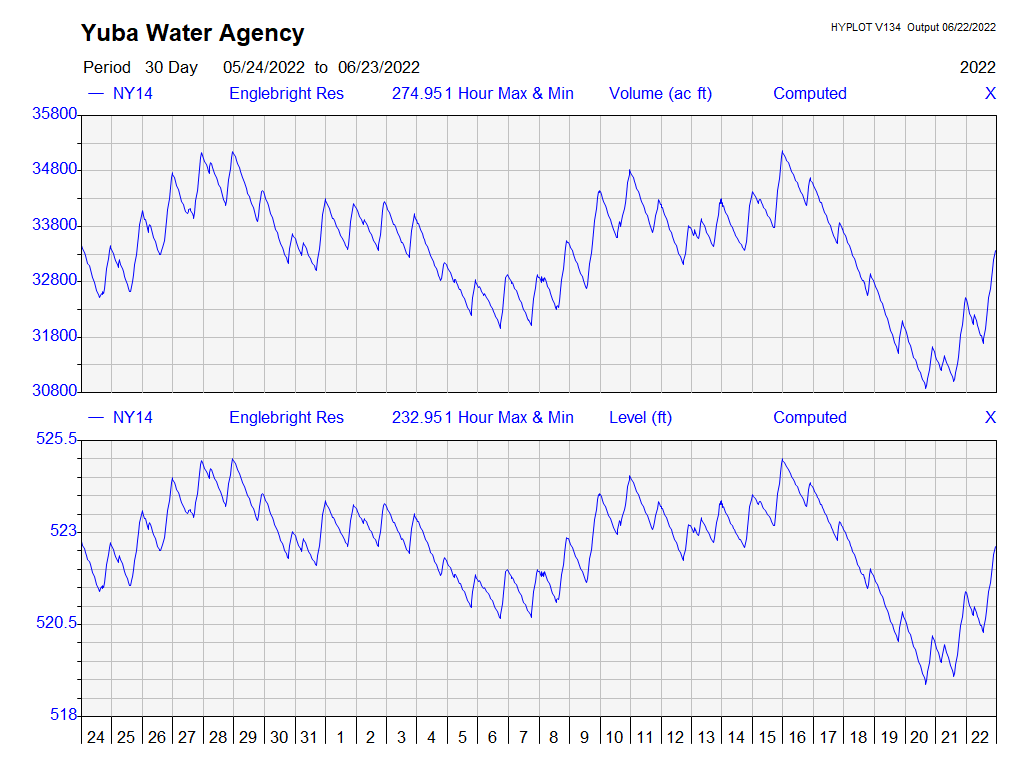 Yuba Water Agency
HYPLOT V134 Output 06/22/2022
Period 30 Day 05/24/2022 to 06/23/2022
2022
NY14 Englebright Res 274.951 Hour Max & Min Volume (ac ft) Computed X
35800
34800
33800
32800
31800
30800
NY14 Englebright Res 232.951 Hour Max & Min Level (ft) Computed X
525.5
523
520.5
518
24 25 26 27 28 29 30 31 1 2 3 4 5 6 7 8 9 10 11 12 13 14 15 16 17 18 19 20 21 22